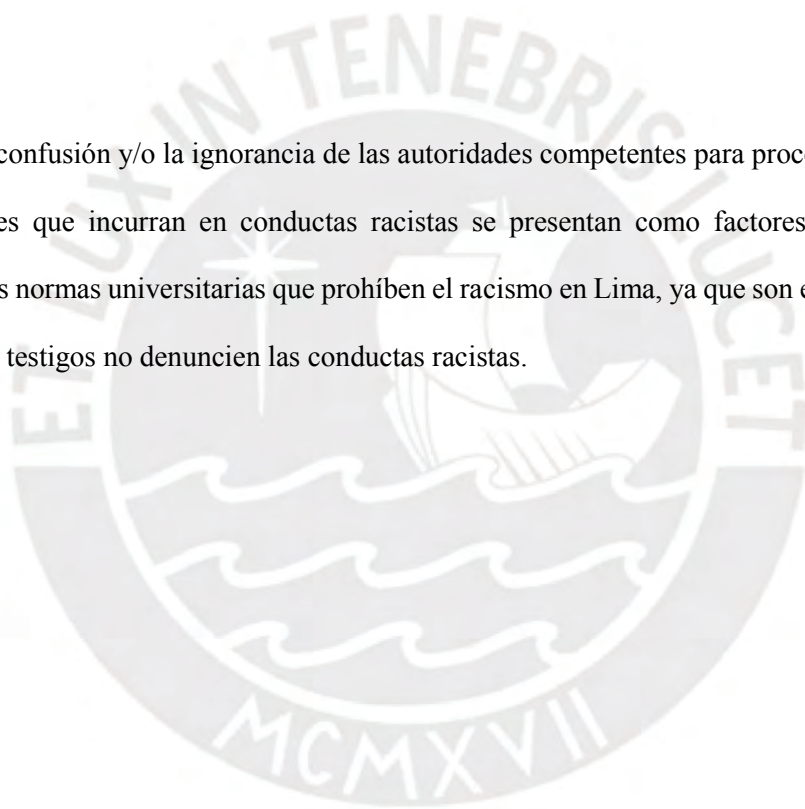 ET LUX IN TENEBRIS LUCET
confusión y/o la ignorancia de las autoridades competentes para
que incurran en conductas racistas se presentan como factores
normas universitarias que prohíben el racismo en Lima, ya que son
testigos no denuncien las conductas racistas.
MCMXVII